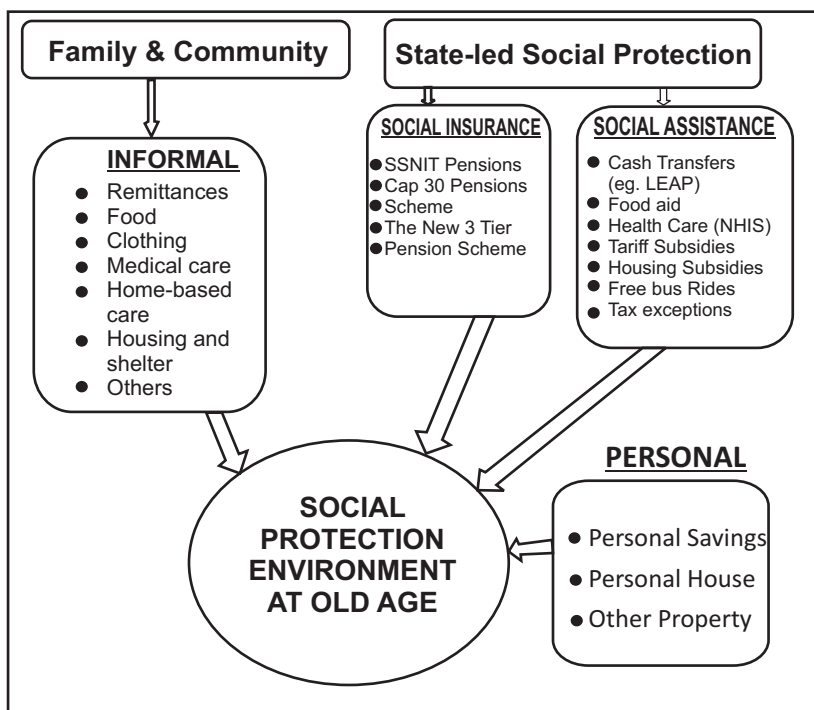 Family & Community
State-led Social Protection
INFORMAL
● Remittances
● Food
● Clothing
● Medical care
● Home-based
care
● Housing and
shelter
● Others
SOCIAL INSURANCE
● SSNIT Pensions
● Cap 30 Pensions
● Scheme
● The New 3 Tier
● Pension Scheme
SOCIAL ASSISTANCE
● Cash Transfers
(eg. LEAP)
● Food aid
● Health Care (NHIS)
● Tariff Subsidies
● Housing Subsidies
● Free bus Rides
● Tax exceptions
SOCIAL
PROTECTION
ENVIRONMENT
AT OLD AGE
PERSONAL
● Personal Savings
● Personal House
● Other Property